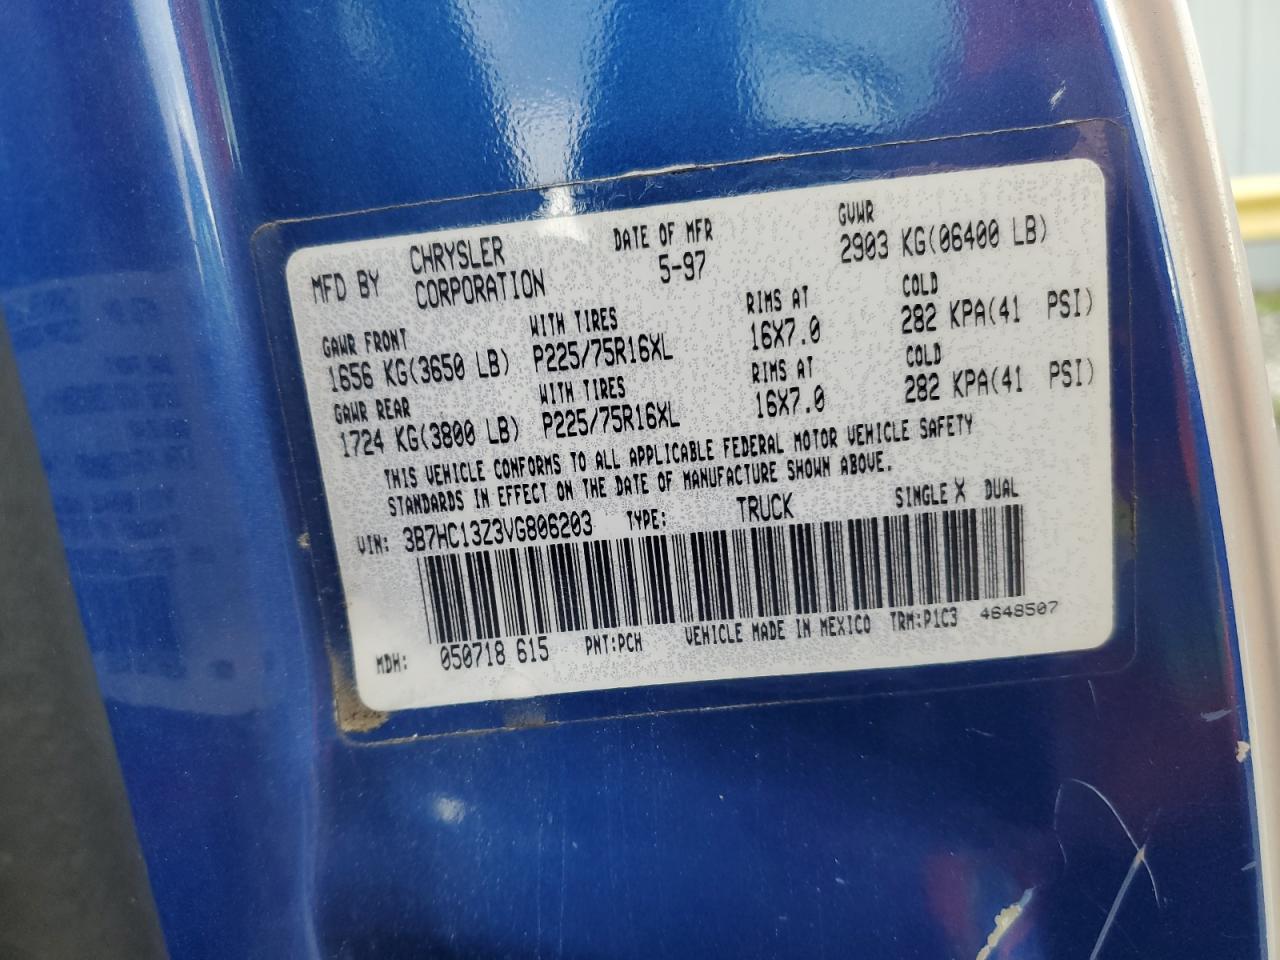 MFD BY CHRYSLER CORPORATION DATE OF MFR 5-97 GVWR 2903 KG(06400 LB)
GAWR FRONT WITH TIRES RIMS AT COLD
1656 KG(3650 LB) P225/75R16XL 16X7.0 282 KPA(41 PSI)
GAWR REAR WITH TIRES RIMS AT COLD
1724 KG(3800 LB) P225/75R16XL 16X7.0 282 KPA(41 PSI)
THIS VEHICLE CONFORMS TO ALL APPLICABLE FEDERAL MOTOR VEHICLE SAFETY
STANDARDS IN EFFECT ON THE DATE OF MANUFACTURE SHOWN ABOVE.
VIN: 3B7HC13Z3VG806203 TYPE: TRUCK SINGLE X DUAL
MDH: 050718 615 PNT:PCH VEHICLE MADE IN MEXICO TRM:P1C3 4648507